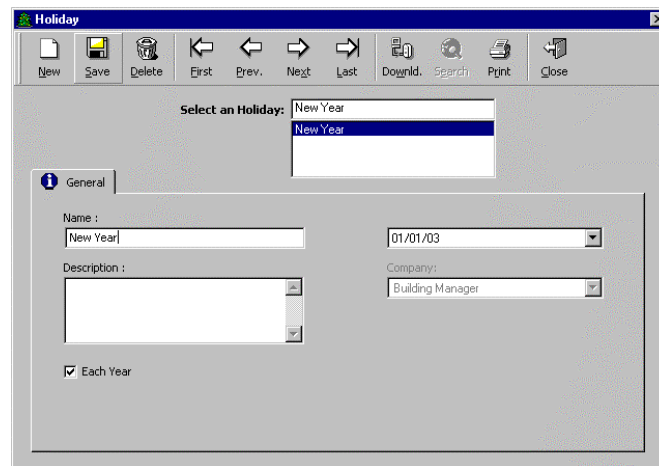 Holiday
New Save Delete First Prev. Next Last Downld. Search Print Close
Select an Holiday: New Year
New Year
General
Name :
New Year 01/01/03
Description : Company:
Building Manager
Each Year